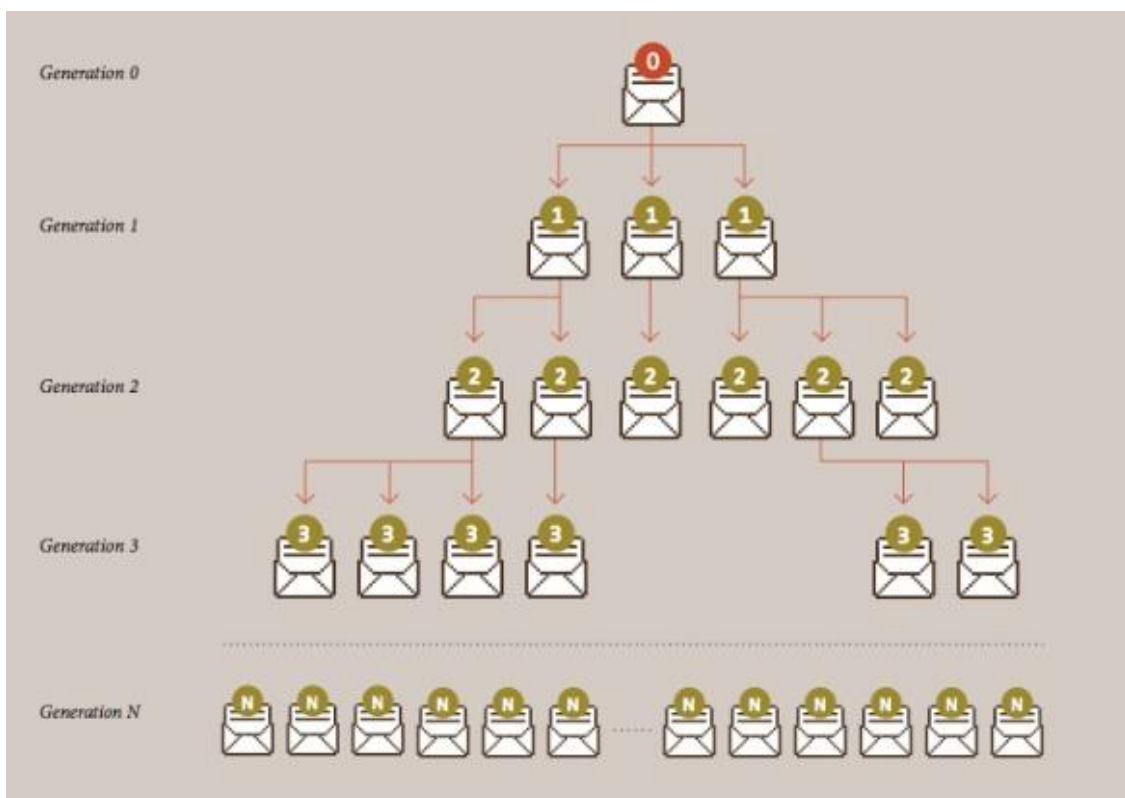 Generation 0
0
Generation 1
1 1 1
Generation 2
2 2 2 2 2 2
Generation 3
3 3 3 3 3 3
Generation N
N N N N N N ...... N N N N N N